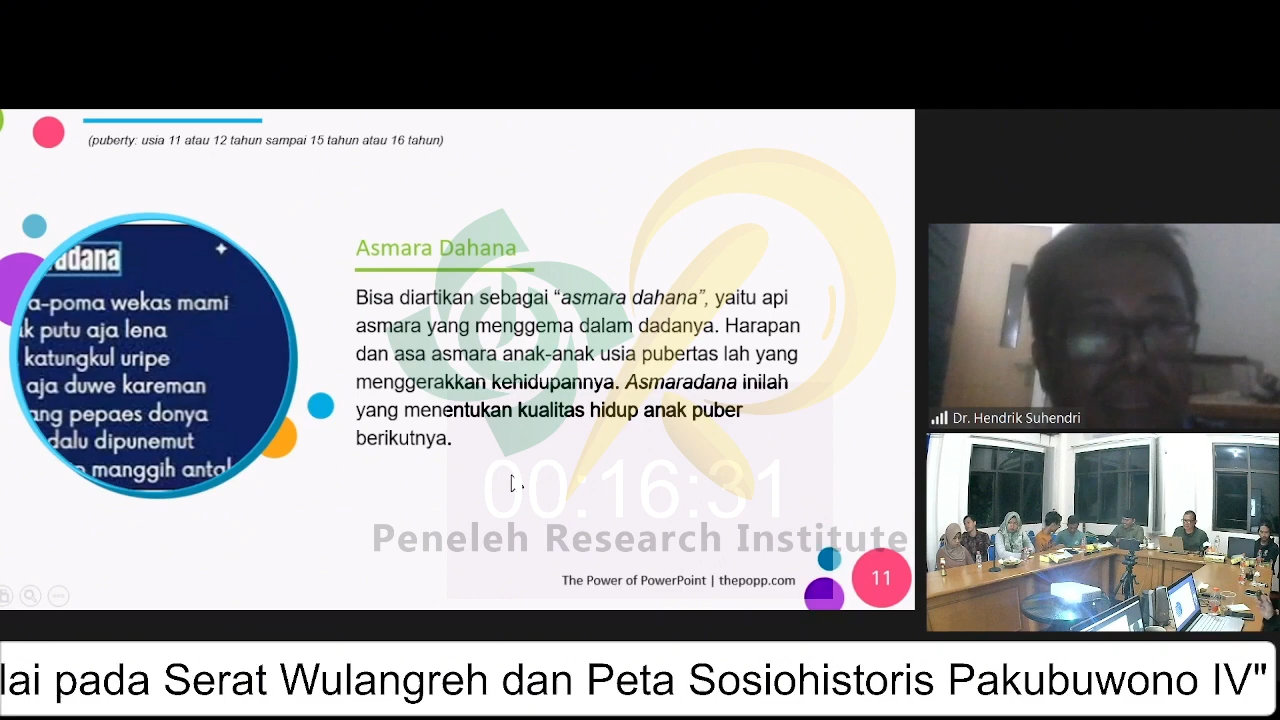 (puberty: usia 11 atau 12 tahun sampai 15 tahun atau 16 tahun)
adana
a-poma wekas mami
k putu aja lena
katungkul uripe
aja duwe kareman
ang pepaes donya
dalu dipunemut
manggih antal
Asmara Dahana
Bisa diartikan sebagai “asmara dahana”, yaitu api
asmara yang menggema dalam dadanya. Harapan
dan asa asmara anak-anak usia pubertas lah yang
menggerakkan kehidupannya. Asmaradana inilah
yang menentukan kualitas hidup anak puber
berikutnya.
00:16:31
Peneleh Research Institute
The Power of PowerPoint | thepopp.com
11
Dr. Hendrik Suhendri
lai pada Serat Wulangreh dan Peta Sosiohistoris Pakubuwono IV"